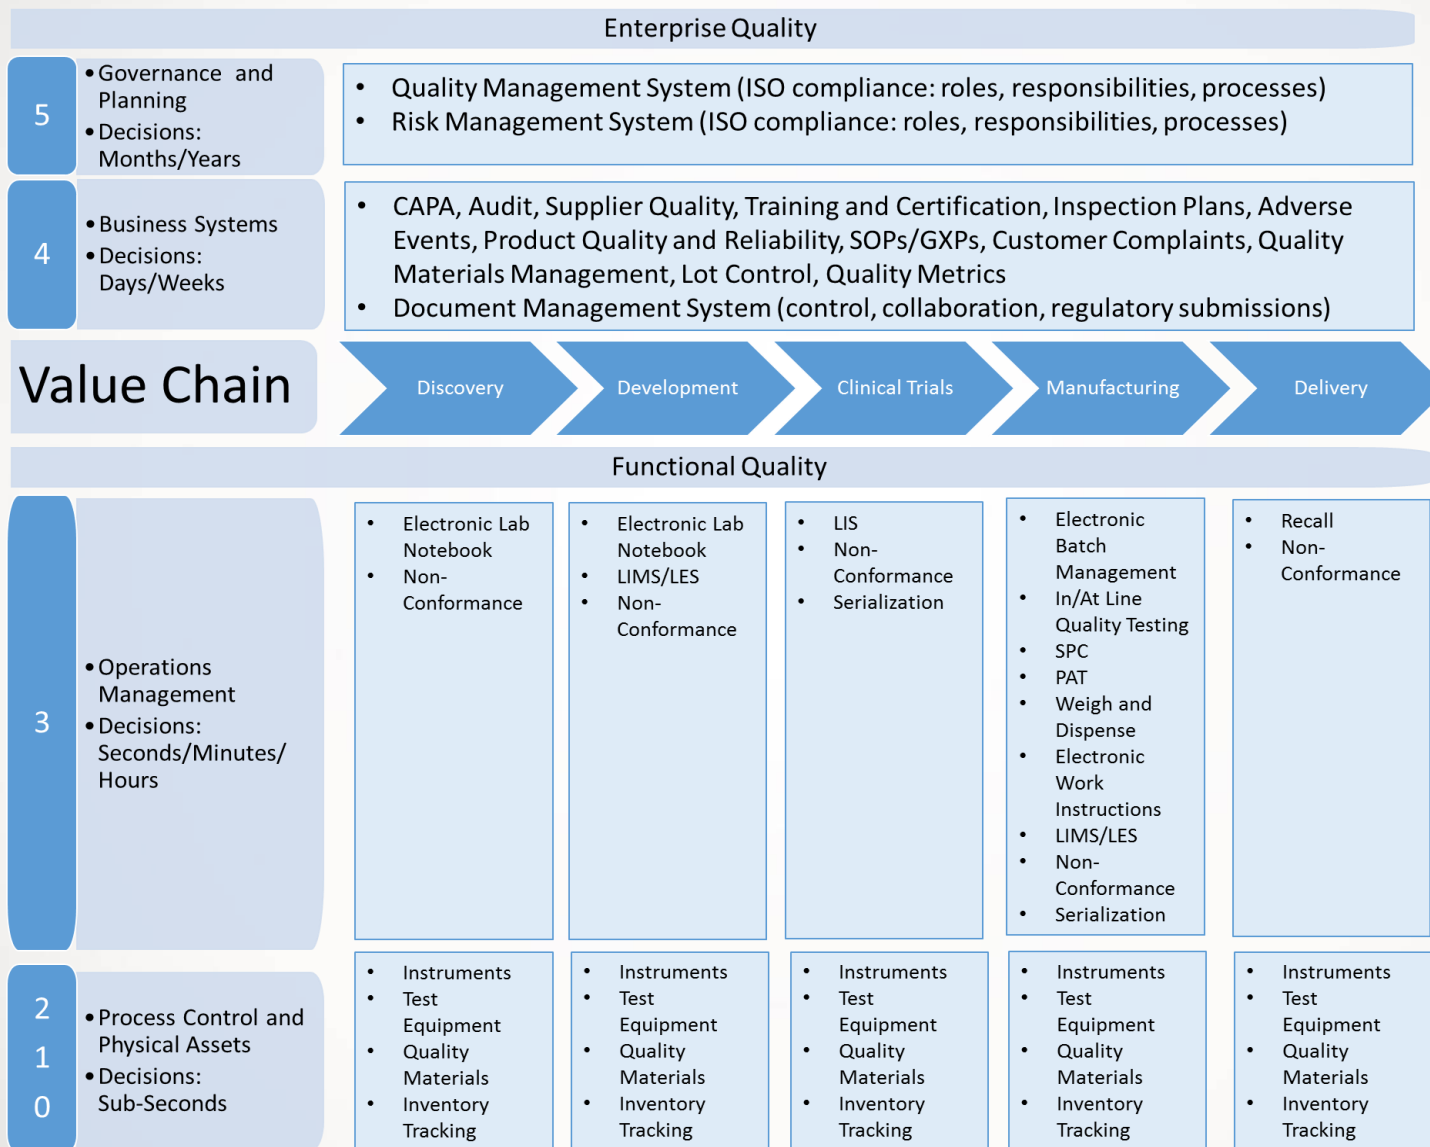 Enterprise Quality
5
• Governance and
Planning
• Decisions:
Months/Years
• Quality Management System (ISO compliance: roles, responsibilities, processes)
• Risk Management System (ISO compliance: roles, responsibilities, processes)
4
• Business Systems
• Decisions:
Days/Weeks
• CAPA, Audit, Supplier Quality, Training and Certification, Inspection Plans, Adverse
Events, Product Quality and Reliability, SOPs/GXPs, Customer Complaints, Quality
Materials Management, Lot Control, Quality Metrics
• Document Management System (control, collaboration, regulatory submissions)
Value Chain
Discovery
Development
Clinical Trials
Manufacturing
Delivery
Functional Quality
3
• Operations
Management
• Decisions:
Seconds/Minutes/
Hours
• Electronic Lab
Notebook
• Non-
Conformance
• Electronic Lab
Notebook
• LIMS/LES
• Non-
Conformance
• LIS
• Non-
Conformance
• Serialization
• Electronic
Batch
Management
• In/At Line
Quality Testing
• SPC
• PAT
• Weigh and
Dispense
• Electronic
Work
Instructions
• LIMS/LES
• Non-
Conformance
• Serialization
• Recall
• Non-
Conformance
2
1
0
• Process Control and
Physical Assets
• Decisions:
Sub-Seconds
• Instruments
• Test
Equipment
• Quality
Materials
• Inventory
Tracking
• Instruments
• Test
Equipment
• Quality
Materials
• Inventory
Tracking
• Instruments
• Test
Equipment
• Quality
Materials
• Inventory
Tracking
• Instruments
• Test
Equipment
• Quality
Materials
• Inventory
Tracking
• Instruments
• Test
Equipment
• Quality
Materials
• Inventory
Tracking